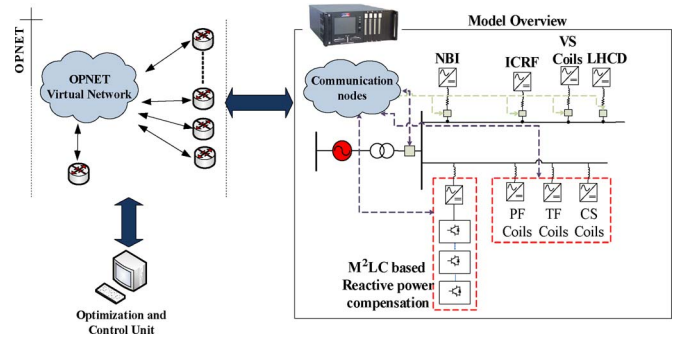 OPNET
OPNET
Virtual Network
Optimization and
Control Unit
Model Overview
Communication
nodes
NBI
ICRF
VS
Coils
LHCD
PF
Coils
TF
Coils
CS
Coils
M²LC based
Reactive power
compensation